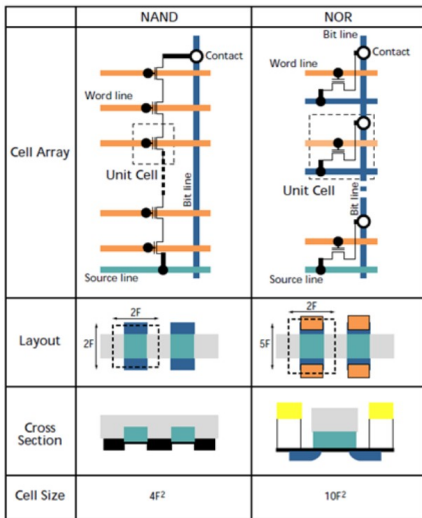 NAND
NOR
Cell Array
Contact
Word line
Unit Cell
Bit line
Source line
Bit line
Contact
Word line
Unit Cell
Bit line
Source line
Layout
2F
2F
2F
5F
Cross
Section
Cell Size
4F²
10F²